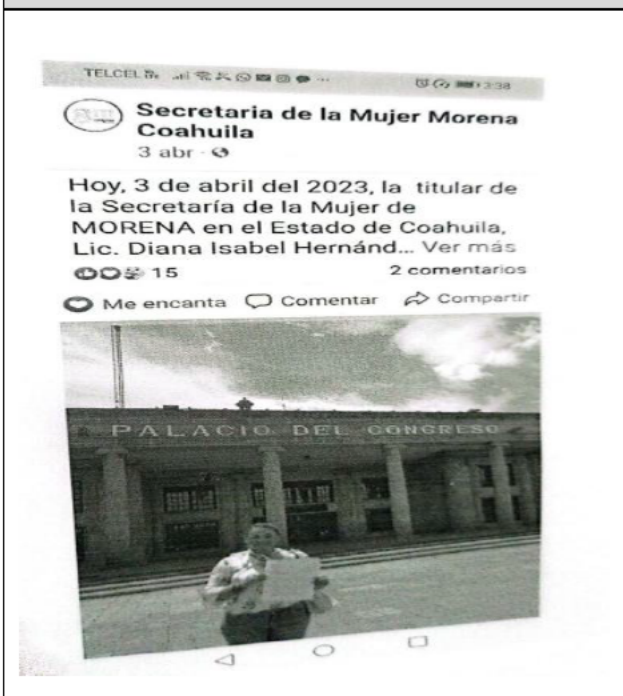 TELCEL 3:38
Secretaria de la Mujer Morena
Coahuila
3 abr
Hoy, 3 de abril del 2023, la titular de
la Secretaría de la Mujer de
MORENA en el Estado de Coahuila,
Lic. Diana Isabel Hernánd... Ver más
15 2 comentarios
Me encanta Comentar Compartir
PALACIO DEL CONGRESO